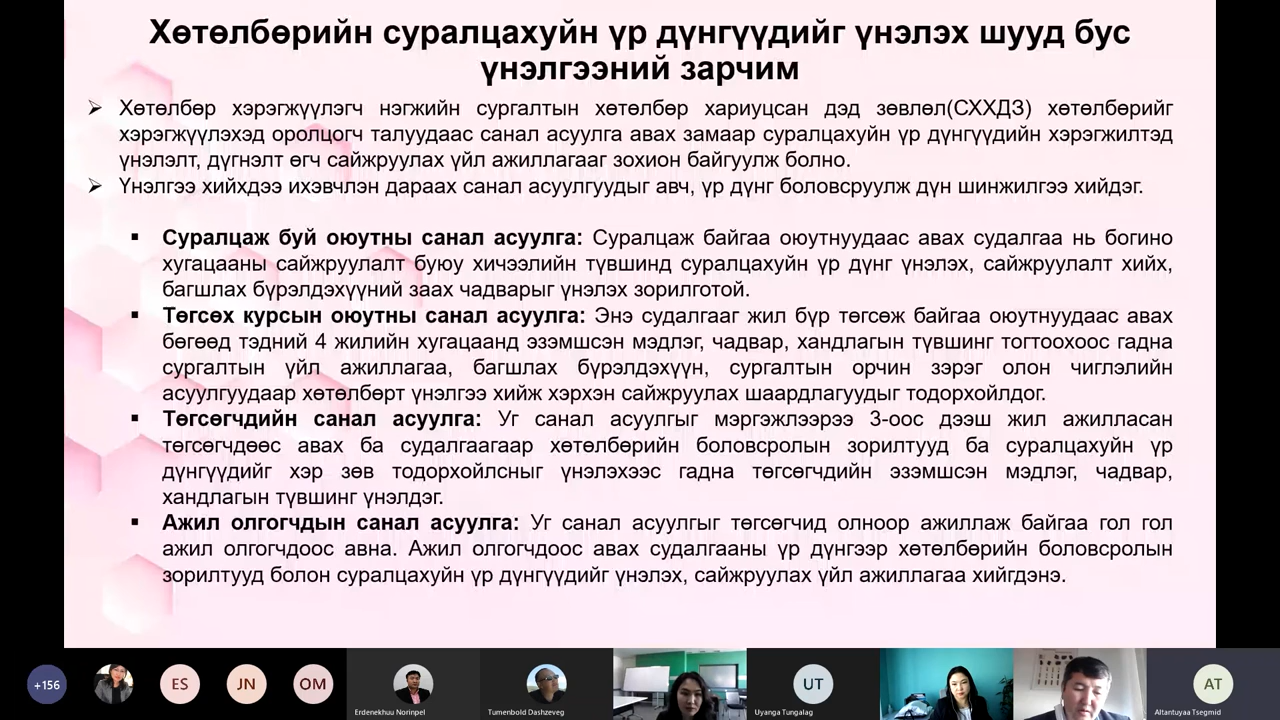 Хөтөлбөрийн суралцахуйн үр дүнгүүдийг үнэлэх шууд бус
үнэлгээний зарчим
Хөтөлбөр хэрэгжүүлэгч нэгжийн сургалтын хөтөлбөр хариуцсан дэд зөвлөл(СХХДЗ) хөтөлбөрийг
хэрэгжүүлэхэд оролцогч талуудаас санал асуулга авах замаар суралцахуйн үр дүнгүүдийн хэрэгжилтэд
үнэлэлт, дүгнэлт өгч сайжруулах үйл ажиллагааг зохион байгуулж болно.
Үнэлгээ хийхдээ ихэвчлэн дараах санал асуулгуудыг авч, үр дүнг боловсруулж дүн шинжилгээ хийдэг.
Суралцаж буй оюутны санал асуулга: Суралцаж байгаа оюутнуудаас авах судалгаа нь богино
хугацааны сайжруулалт буюу хичээлийн түвшинд суралцахуйн үр дүнг үнэлэх, сайжруулалт хийх,
багшлах бүрэлдэхүүний заах чадварыг үнэлэх зорилготой.
Төгсөх курсын оюутны санал асуулга: Энэ судалгааг жил бүр төгсөж байгаа оюутнуудаас авах
бөгөөд тэдний 4 жилийн хугацаанд эзэмшсэн мэдлэг, чадвар, хандлагын түвшинг тогтоохоос гадна
сургалтын үйл ажиллагаа, багшлах бүрэлдэхүүн, сургалтын орчин зэрэг олон чиглэлийн
асуулгуудаар хөтөлбөрт үнэлгээ хийж хэрхэн сайжруулах шаардлагуудыг тодорхойлдог.
Төгсөгчдийн санал асуулга: Уг санал асуулгыг мэргэжлээрээ 3-оос дээш жил ажилласан
төгсөгчдөөс авах ба судалгаагаар хөтөлбөрийн боловсролын зорилтууд ба суралцахуйн үр
дүнгүүдийг хэр зөв тодорхойлсныг үнэлэхээс гадна төгсөгчдийн эзэмшсэн мэдлэг, чадвар,
хандлагын түвшинг үнэлдэг.
Ажил олгогчдын санал асуулга: Уг санал асуулгыг төгсөгчид олноор ажиллаж байгаа гол гол
ажил олгогчдоос авна. Ажил олгогчдоос авах судалгааны үр дүнгээр хөтөлбөрийн боловсролын
зорилтууд болон суралцахуйн үр дүнгүүдийг үнэлэх, сайжруулах үйл ажиллагаа хийгдэнэ.
+156
ES
JN
OM
Erdenekhuu Norinpel
Tumenbold Dashzeveg
UT
Uyanga Tungalag
AT
Altantuyaa Tsegmid